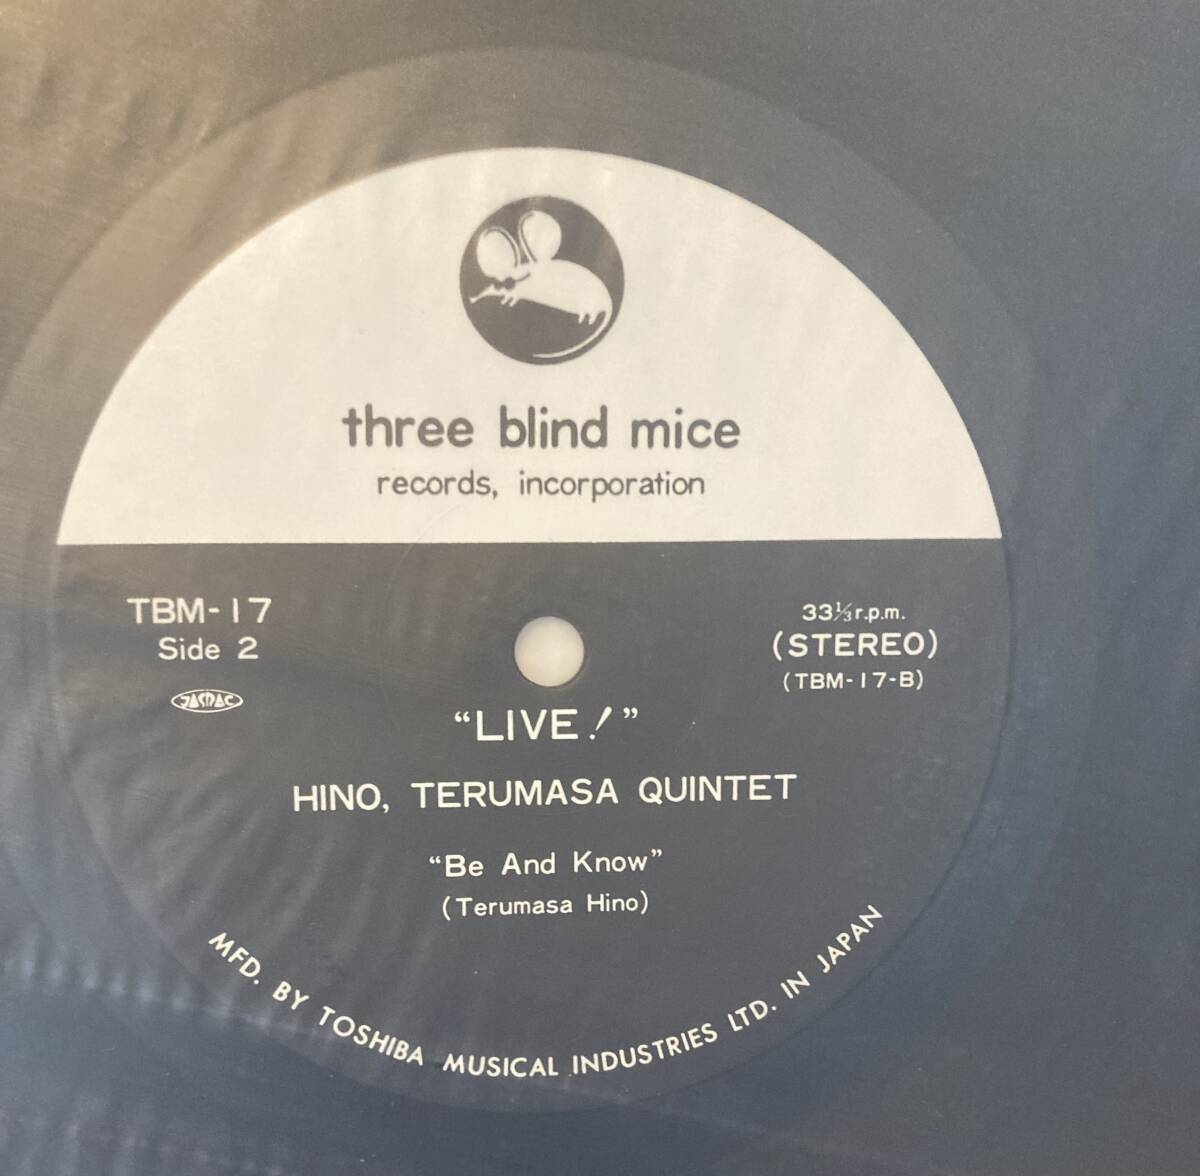 three blind mice
records, incorporation
TBM-17
Side 2
JASRAC
33⅓r.p.m.
(STEREO)
(TBM-17-B)
“LIVE!”
HINO, TERUMASA QUINTET
“Be And Know”
(Terumasa Hino)
MFD. BY TOSHIBA MUSICAL INDUSTRIES LTD. IN JAPAN